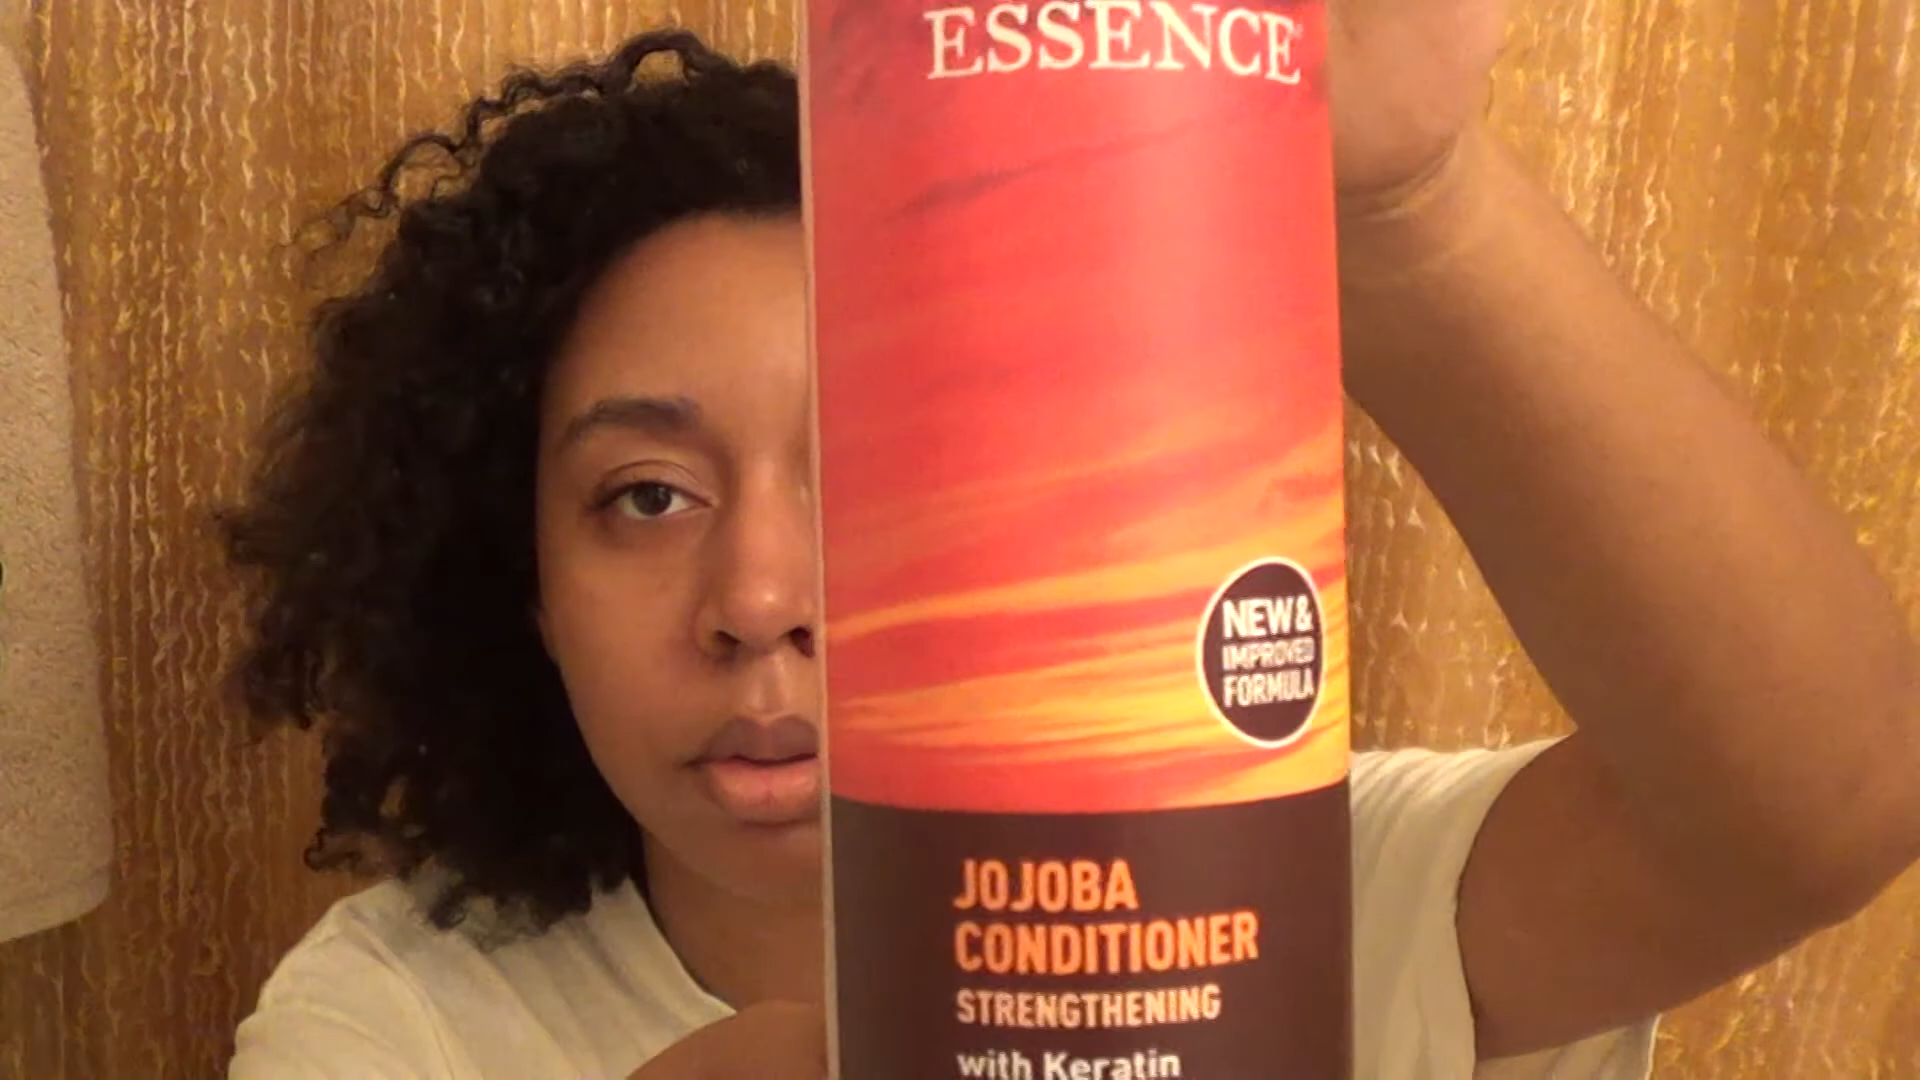 ESSENCE
NEW &
IMPROVED
FORMULA
JOJOBA
CONDITIONER
STRENGTHENING
with Keratin